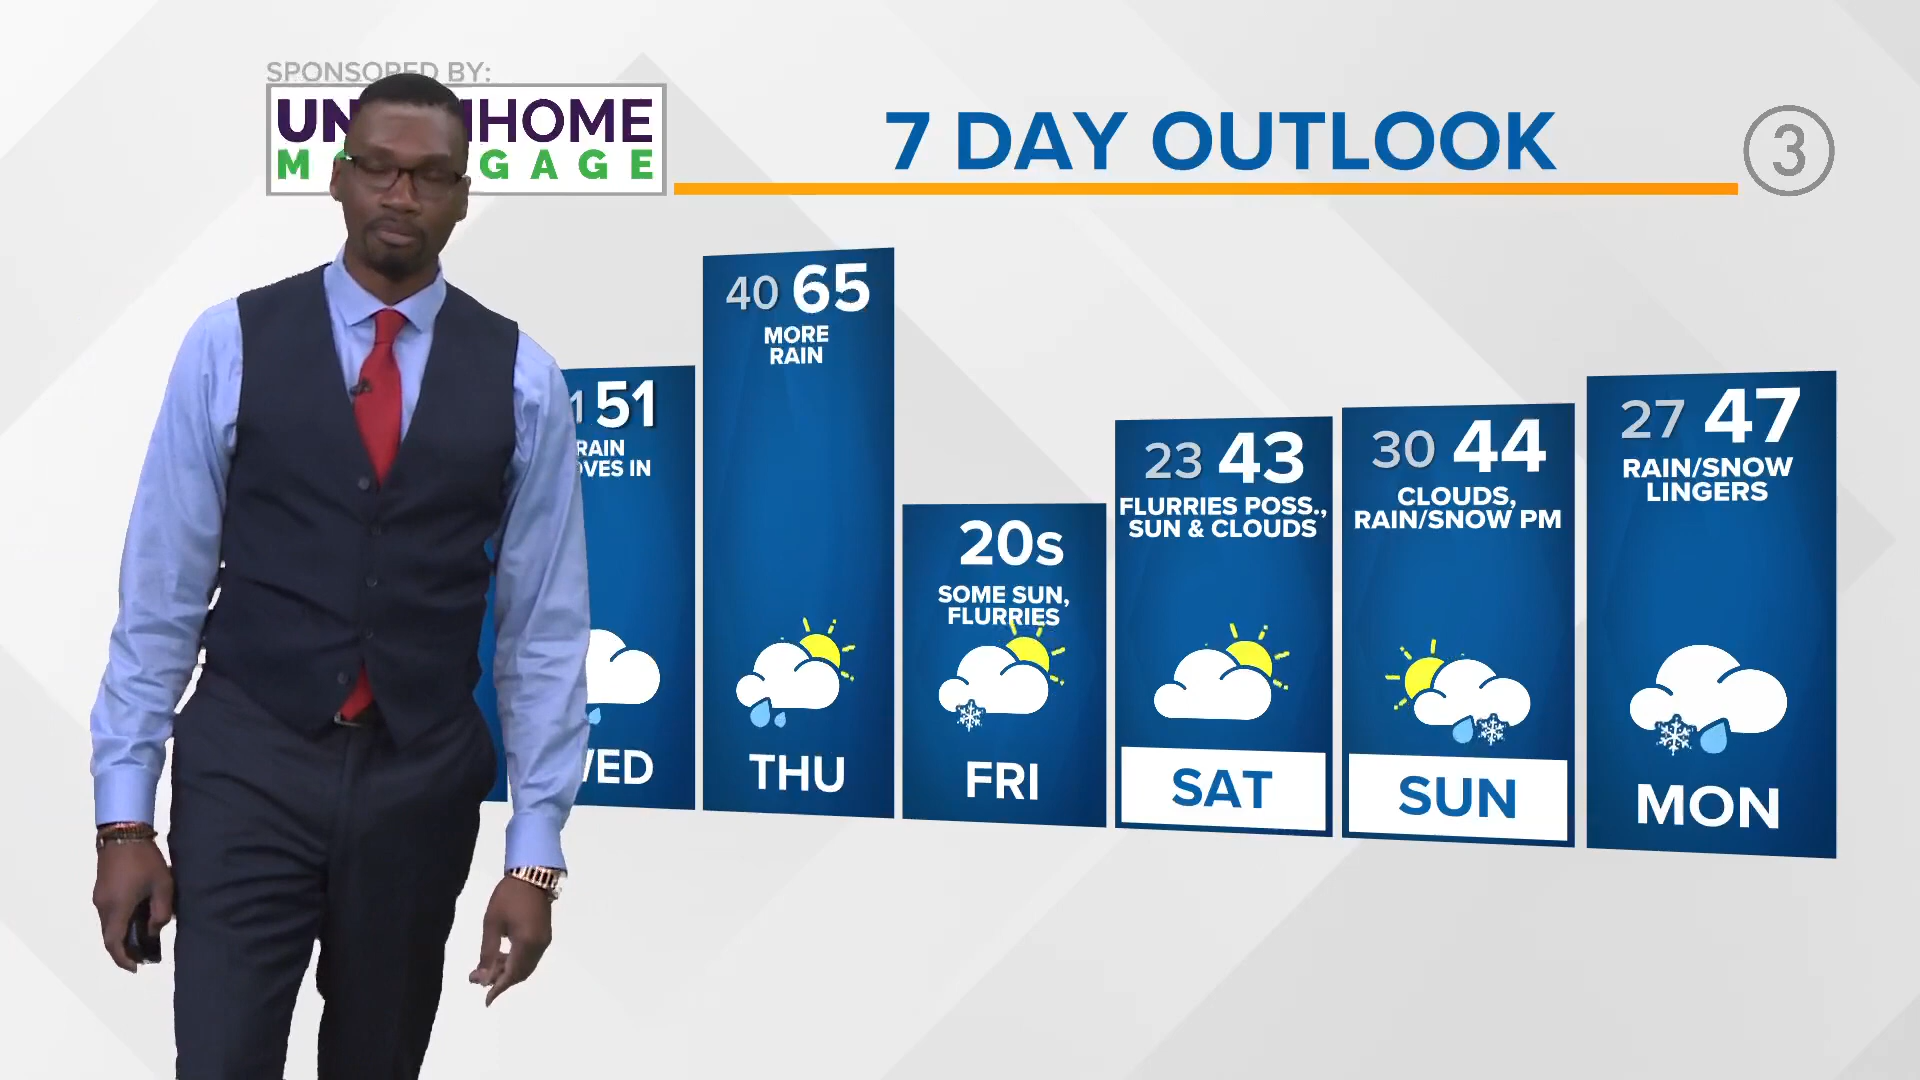 SPONSORED BY:
HOME
7 DAY OUTLOOK
3
51
RAIN
IN
40 65
MORE
RAIN
THU
20s
SOME SUN,
FLURRIES
FRI
23 43
FLURRIES POSS.,
SUN & CLOUDS
SAT
30 44
CLOUDS,
RAIN/SNOW PM
SUN
27 47
RAIN/SNOW
LINGERS
MON